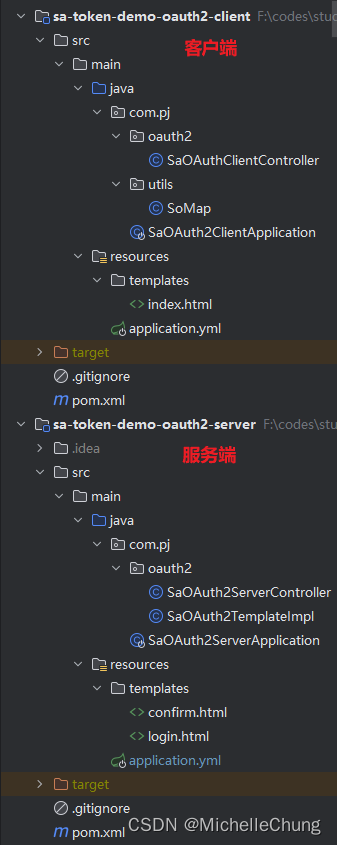 sa-token-demo-oauth2-client F:\codes\stu
src
客户端
main
java
com.pj
oauth2
SaOAuthClientController
utils
SoMap
SaOAuth2ClientApplication
resources
templates
<> index.html
application.yml
target
.gitignore
m pom.xml
sa-token-demo-oauth2-server F:\codes\stu
.idea
服务端
src
main
java
com.pj
oauth2
SaOAuth2ServerController
SaOAuth2TemplateImpl
SaOAuth2ServerApplication
resources
templates
<> confirm.html
<> login.html
application.yml
target
.gitignore
m pom.xml
CSDN @MichelleChung